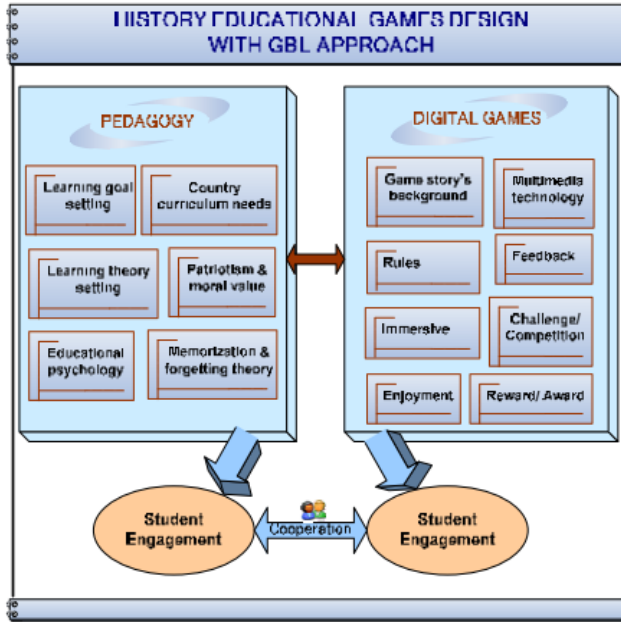 HISTORY EDUCATIONAL GAMES DESIGN
WITH GBL APPROACH
PEDAGOGY
Learning goal
setting
Country
curriculum needs
Learning theory
setting
Patriotism &
moral value
Educational
psychology
Memorization &
forgetting theory
DIGITAL GAMES
Game story's
background
Multimedia
technology
Rules
Feedback
Immersive
Challenge/
Competition
Enjoyment
Reward/ Award
Student
Engagement
Cooperation
Student
Engagement